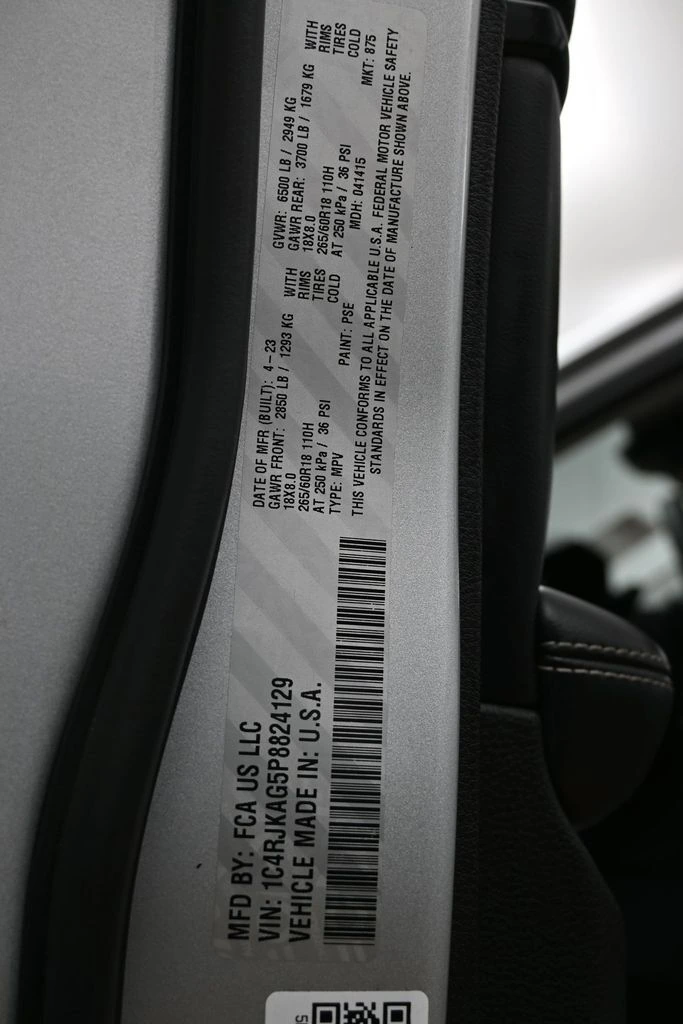 MFD BY: FCA US LLC
VIN: 1C4RJKAG5P8824129
VEHICLE MADE IN: U.S.A.
DATE OF MFR (BUILT): 4-23 GVWR: 6500 LB / 2949 KG
GAWR FRONT: 2850 LB / 1293 KG WITH GAWR REAR: 3700 LB / 1679 KG WITH
18X8.0 RIMS 18X8.0 RIMS
265/60R18 110H TIRES 265/60R18 110H TIRES
AT 250 kPa / 36 PSI COLD AT 250 kPa / 36 PSI COLD
TYPE: MPV PAINT: PSE MDH: 041415 MKT: 875
THIS VEHICLE CONFORMS TO ALL APPLICABLE U.S.A. FEDERAL MOTOR VEHICLE SAFETY
STANDARDS IN EFFECT ON THE DATE OF MANUFACTURE SHOWN ABOVE.